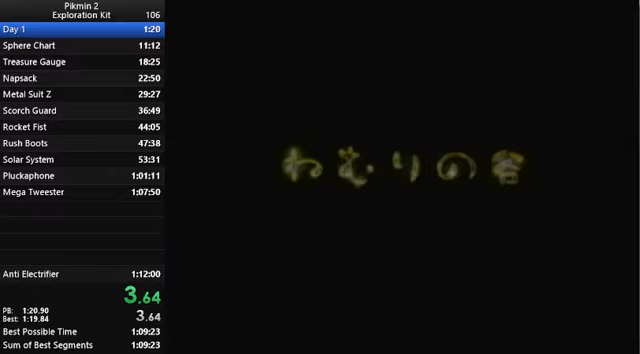 Pikmin 2
Exploration Kit 106
Day 1 1:20
Sphere Chart 11:12
Treasure Gauge 18:25
Napsack 22:50
Metal Suit Z 29:27
Scorch Guard 36:49
Rocket Fist 44:05
Rush Boots 47:38
Solar System 53:31
Pluckaphone 1:01:11
Mega Tweester 1:07:50
わむりの谷
Anti Electrifier 1:12:00
3.64
PB: 1:20.90
Best: 1:19.84 3.64
Best Possible Time 1:09:23
Sum of Best Segments 1:09:23